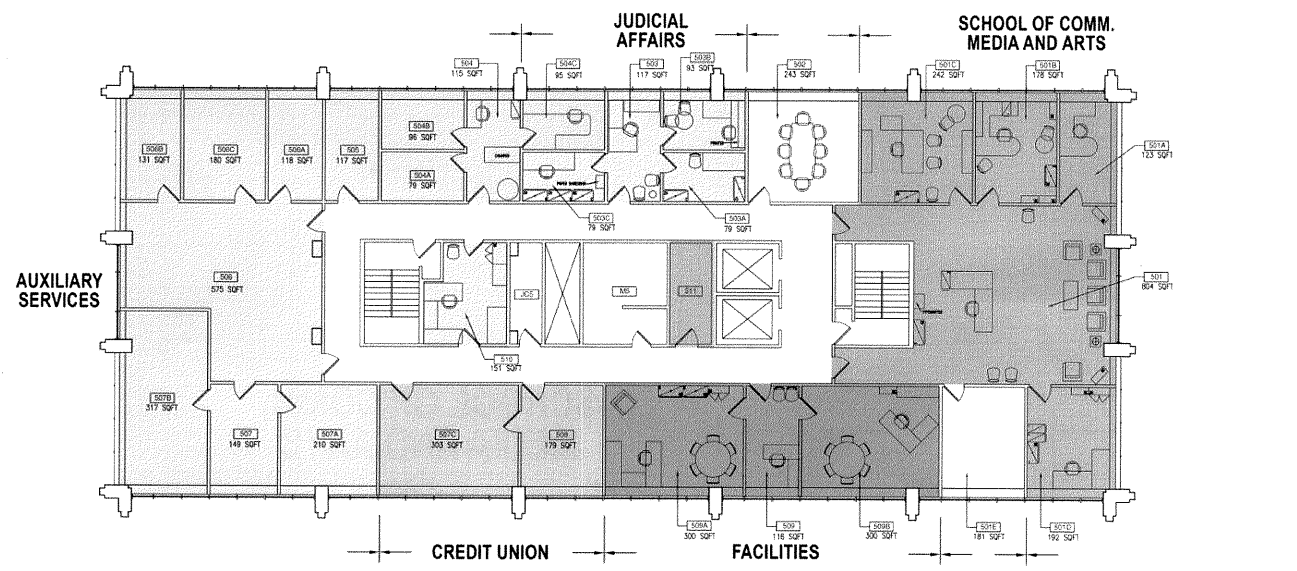 JUDICIAL
AFFAIRS
SCHOOL OF COMM.
MEDIA AND ARTS
504
115 SQFT
504C
95 SQFT
503
117 SQFT
503B
93 SQFT
502
243 SQFT
501C
242 SQFT
501B
178 SQFT
501A
123 SQFT
506B
131 SQFT
506C
180 SQFT
506A
118 SQFT
505
117 SQFT
504B
96 SQFT
504A
79 SQFT
503C
79 SQFT
503A
79 SQFT
AUXILIARY
SERVICES
506
575 SQFT
JC5
M5
511
501
804 SQFT
510
151 SQFT
507B
317 SQFT
507
149 SQFT
507A
210 SQFT
507C
303 SQFT
508
179 SQFT
509A
300 SQFT
509
116 SQFT
509B
300 SQFT
501E
181 SQFT
501D
192 SQFT
CREDIT UNION
FACILITIES